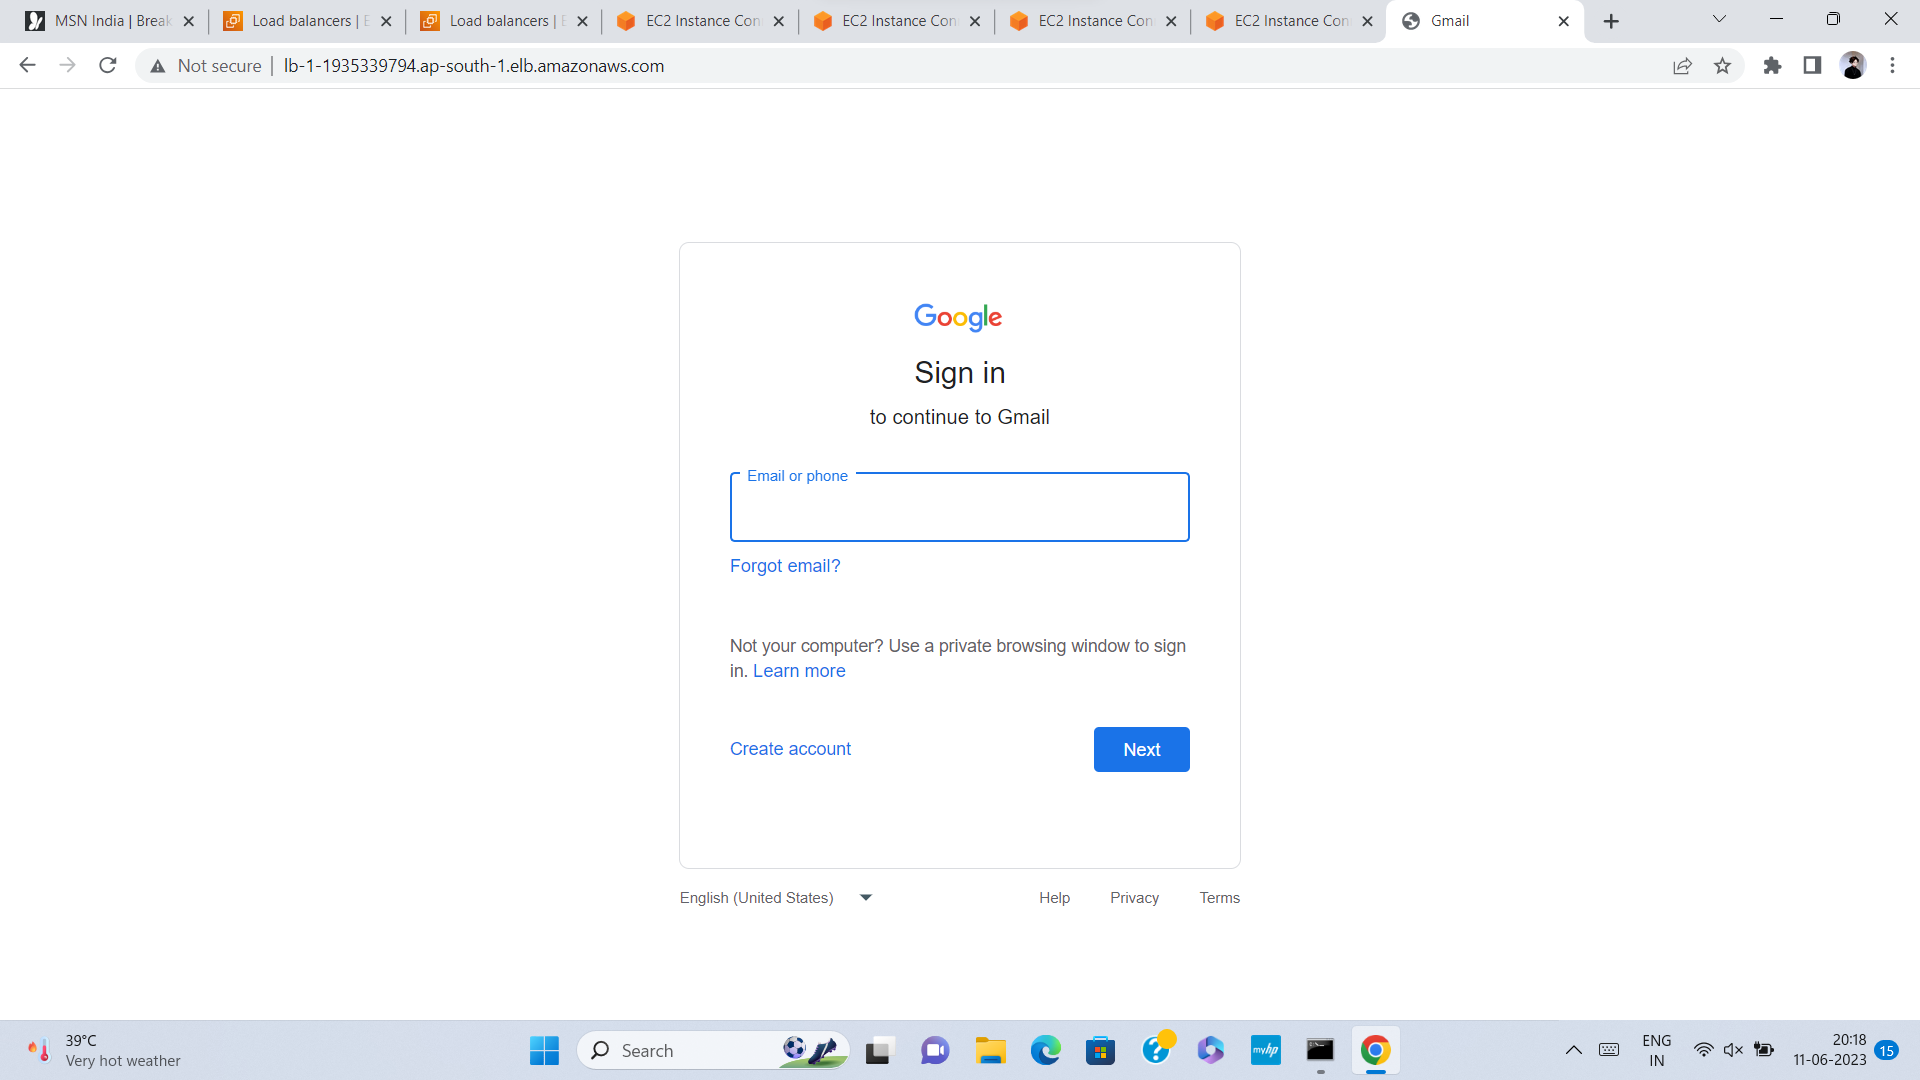 MSN India | Break
Load balancers | E
Load balancers | E
EC2 Instance Con
EC2 Instance Con
EC2 Instance Con
EC2 Instance Con
Gmail
Not secure
lb-1-1935339794.ap-south-1.elb.amazonaws.com
Google
Sign in
to continue to Gmail
Email or phone
Forgot email?
Not your computer? Use a private browsing window to sign
in. Learn more
Create account
Next
English (United States)
Help
Privacy
Terms
39°C
Very hot weather
Search
myhp
ENG
IN
20:18
11-06-2023
15